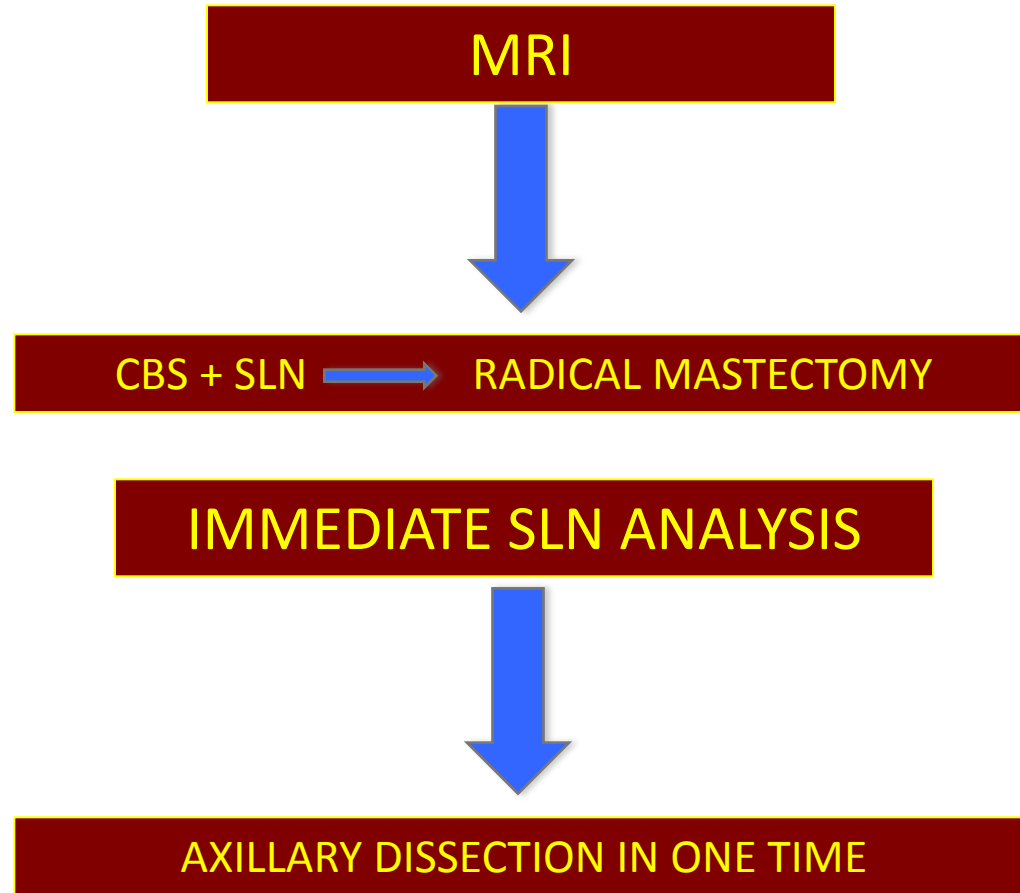 MRI
CBS + SLN RADICAL MASTECTOMY
IMMEDIATE SLN ANALYSIS
AXILLARY DISSECTION IN ONE TIME